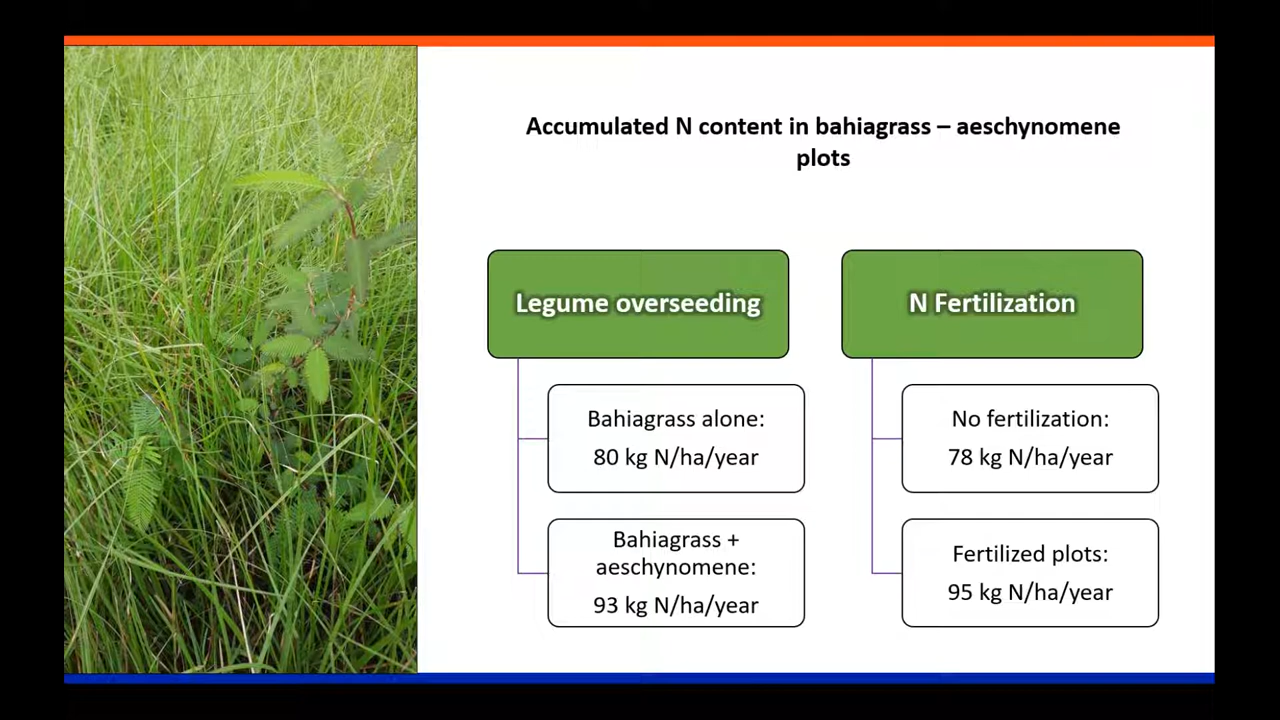 Accumulated N content in bahiagrass – aeschynomene
plots
Legume overseeding
Bahiagrass alone:
80 kg N/ha/year
Bahiagrass +
aeschynomene:
93 kg N/ha/year
N Fertilization
No fertilization:
78 kg N/ha/year
Fertilized plots:
95 kg N/ha/year